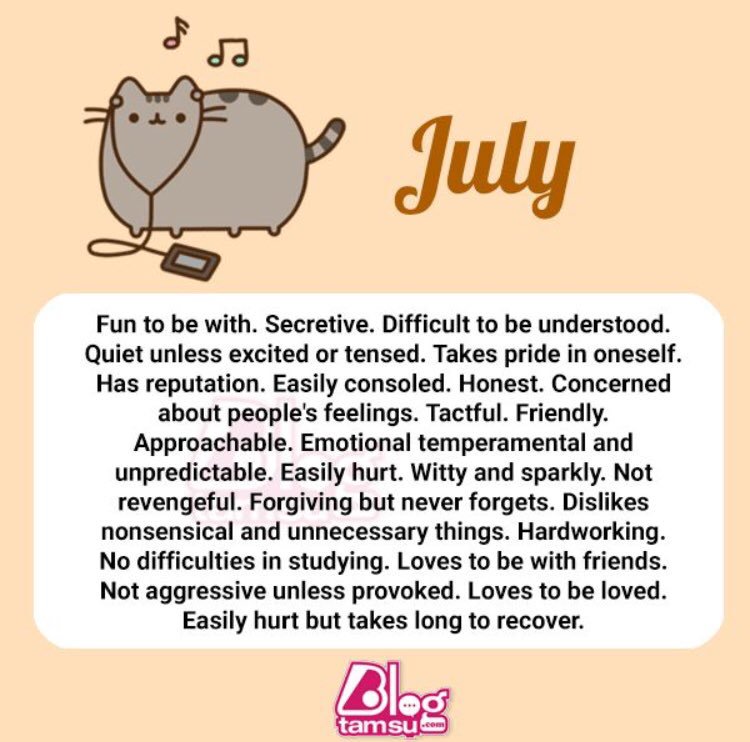 July
Fun to be with. Secretive. Difficult to be understood.
Quiet unless excited or tensed. Takes pride in oneself.
Has reputation. Easily consoled. Honest. Concerned
about people's feelings. Tactful. Friendly.
Approachable. Emotional temperamental and
unpredictable. Easily hurt. Witty and sparkly. Not
revengeful. Forgiving but never forgets. Dislikes
nonsensical and unnecessary things. Hardworking.
No difficulties in studying. Loves to be with friends.
Not aggressive unless provoked. Loves to be loved.
Easily hurt but takes long to recover.
Blog
tamsu.com